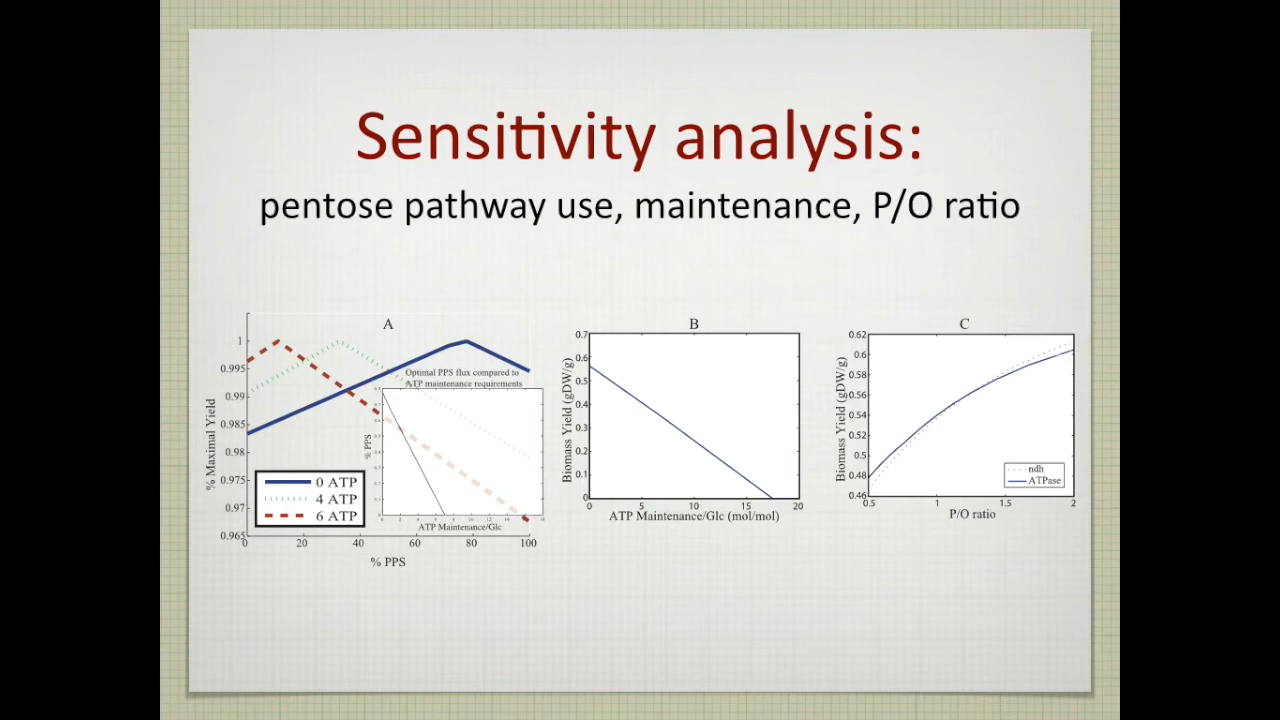 Sensitivity analysis:
pentose pathway use, maintenance, P/O ratio
A
% Maximal Yield
1
0.995
0.99
0.985
0.98
0.975
0.97
0.965
0 ATP
4 ATP
6 ATP
0 20 40 60 80 100
% PPS
Optimal PPS flux compared to
ATP maintenance requirements
% PPS
ATP Maintenance/Glc
B
Biomass Yield (gDW/g)
0.7
0.6
0.5
0.4
0.3
0.2
0.1
0
0 5 10 15 20
ATP Maintenance/Glc (mol/mol)
C
Biomass Yield (gDW/g)
0.62
0.6
0.58
0.56
0.54
0.52
0.5
0.48
0.46
ndh
ATPase
0.5 1 1.5 2
P/O ratio